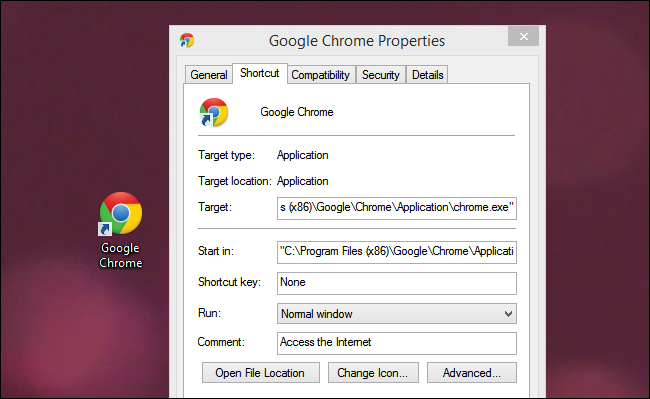 Google Chrome Properties
General Shortcut Compatibility Security Details
Google Chrome
Target type: Application
Target location: Application
Target: s (x86)\Google\Chrome\Application\chrome.exe"
Google
Chrome
Start in: "C:\Program Files (x86)\Google\Chrome\Applicati
Shortcut key: None
Run: Normal window
Comment: Access the Internet
Open File Location Change Icon... Advanced...